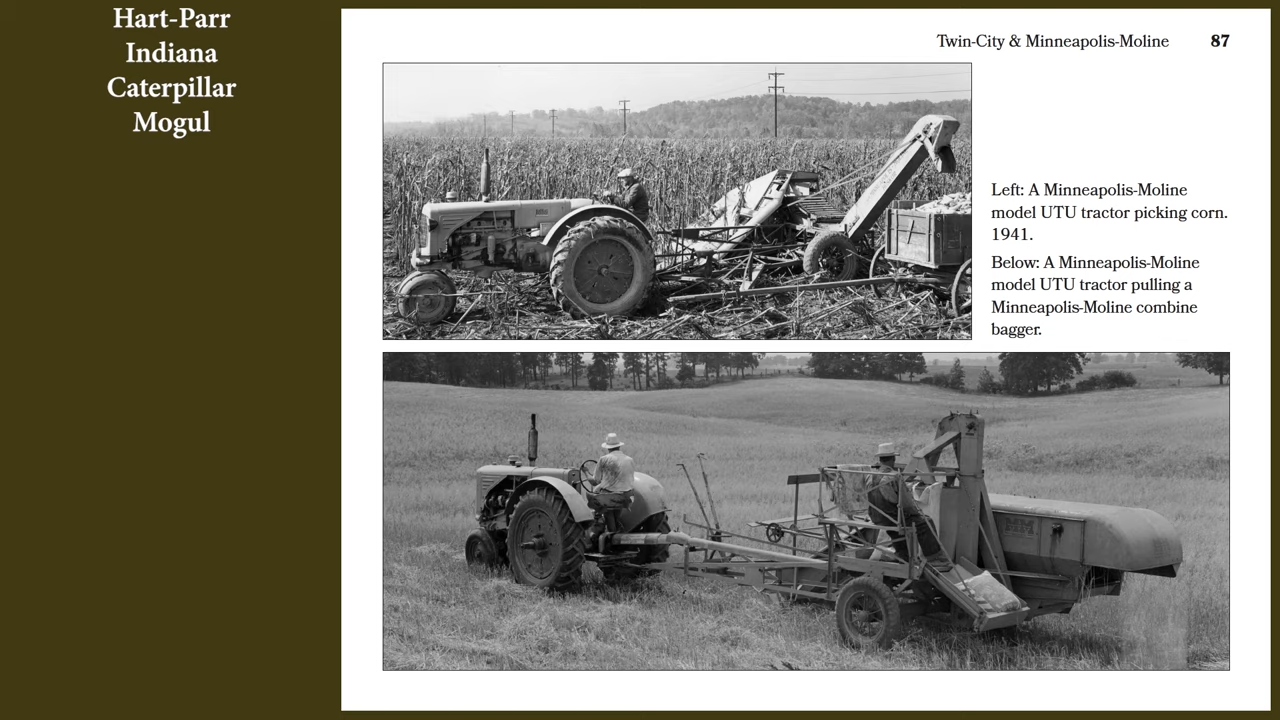 Hart-Parr
Indiana
Caterpillar
Mogul
Twin-City & Minneapolis-Moline 87
Left: A Minneapolis-Moline
model UTU tractor picking corn.
1941.
Below: A Minneapolis-Moline
model UTU tractor pulling a
Minneapolis-Moline combine
bagger.
MM